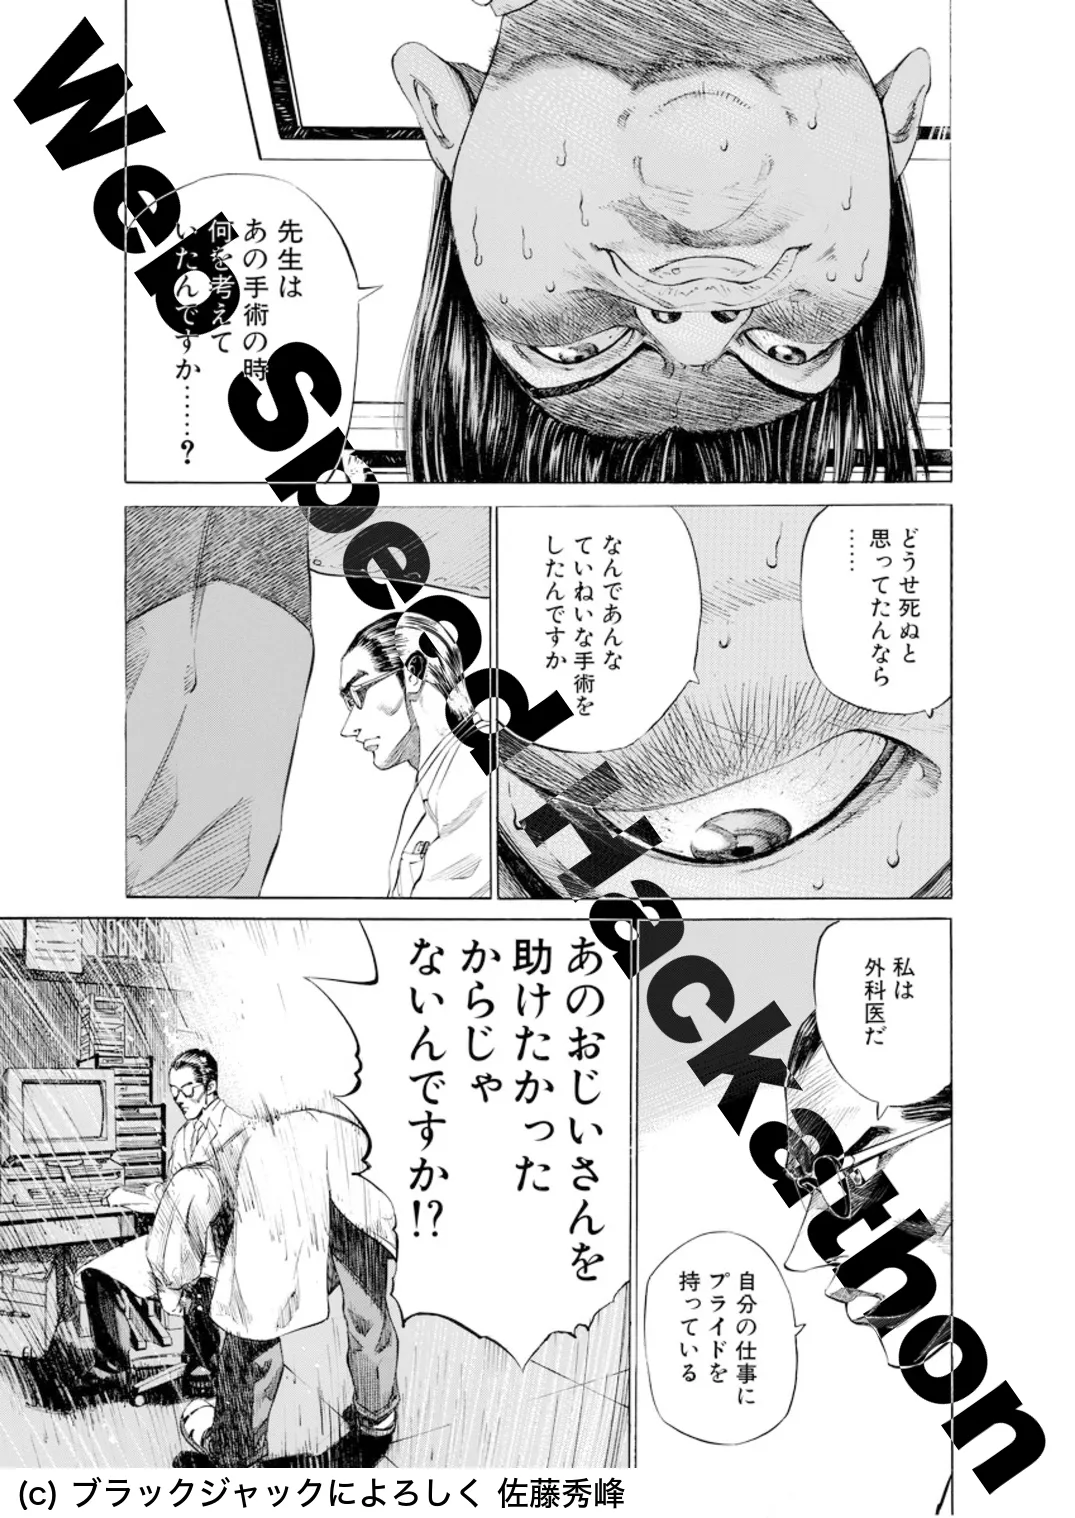 先生は
あの手術の時
何を考えて
いたんですか……?
どうせ死ぬと
思ってたんなら
……
なんであんな
ていねいな手術を
したんですか
私は
外科医だ
自分の仕事に
プライドを
持っている
あのおじいさんを
助けたかった
からじゃ
ないんですか!?
Web Speed Hackathon
(c) ブラックジャックによろしく 佐藤秀峰